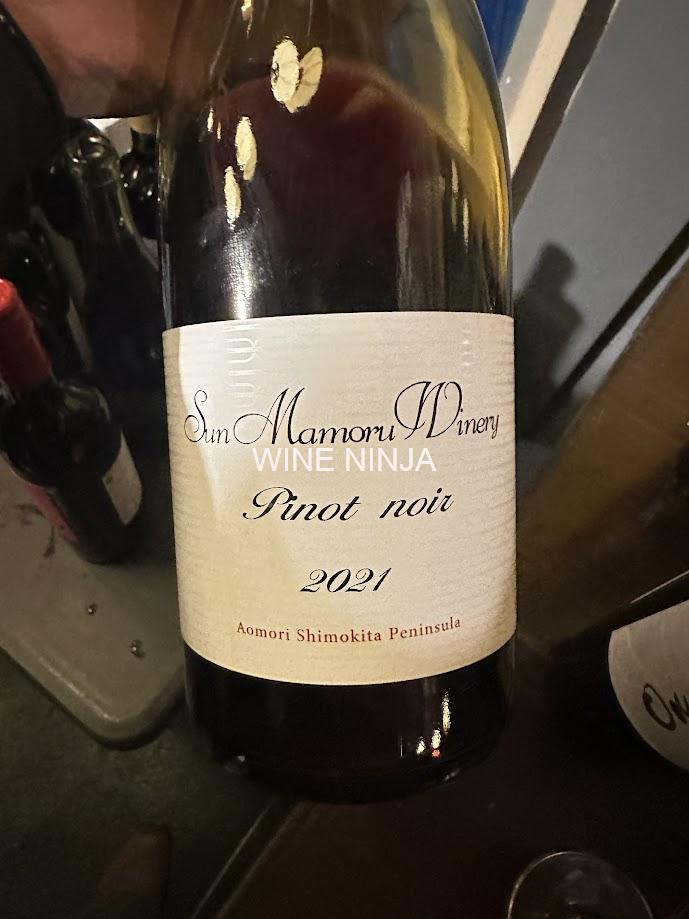 Sun Mamoru Winery
WINE NINJA
Pinot noir
2021
Aomori Shimokita Peninsula